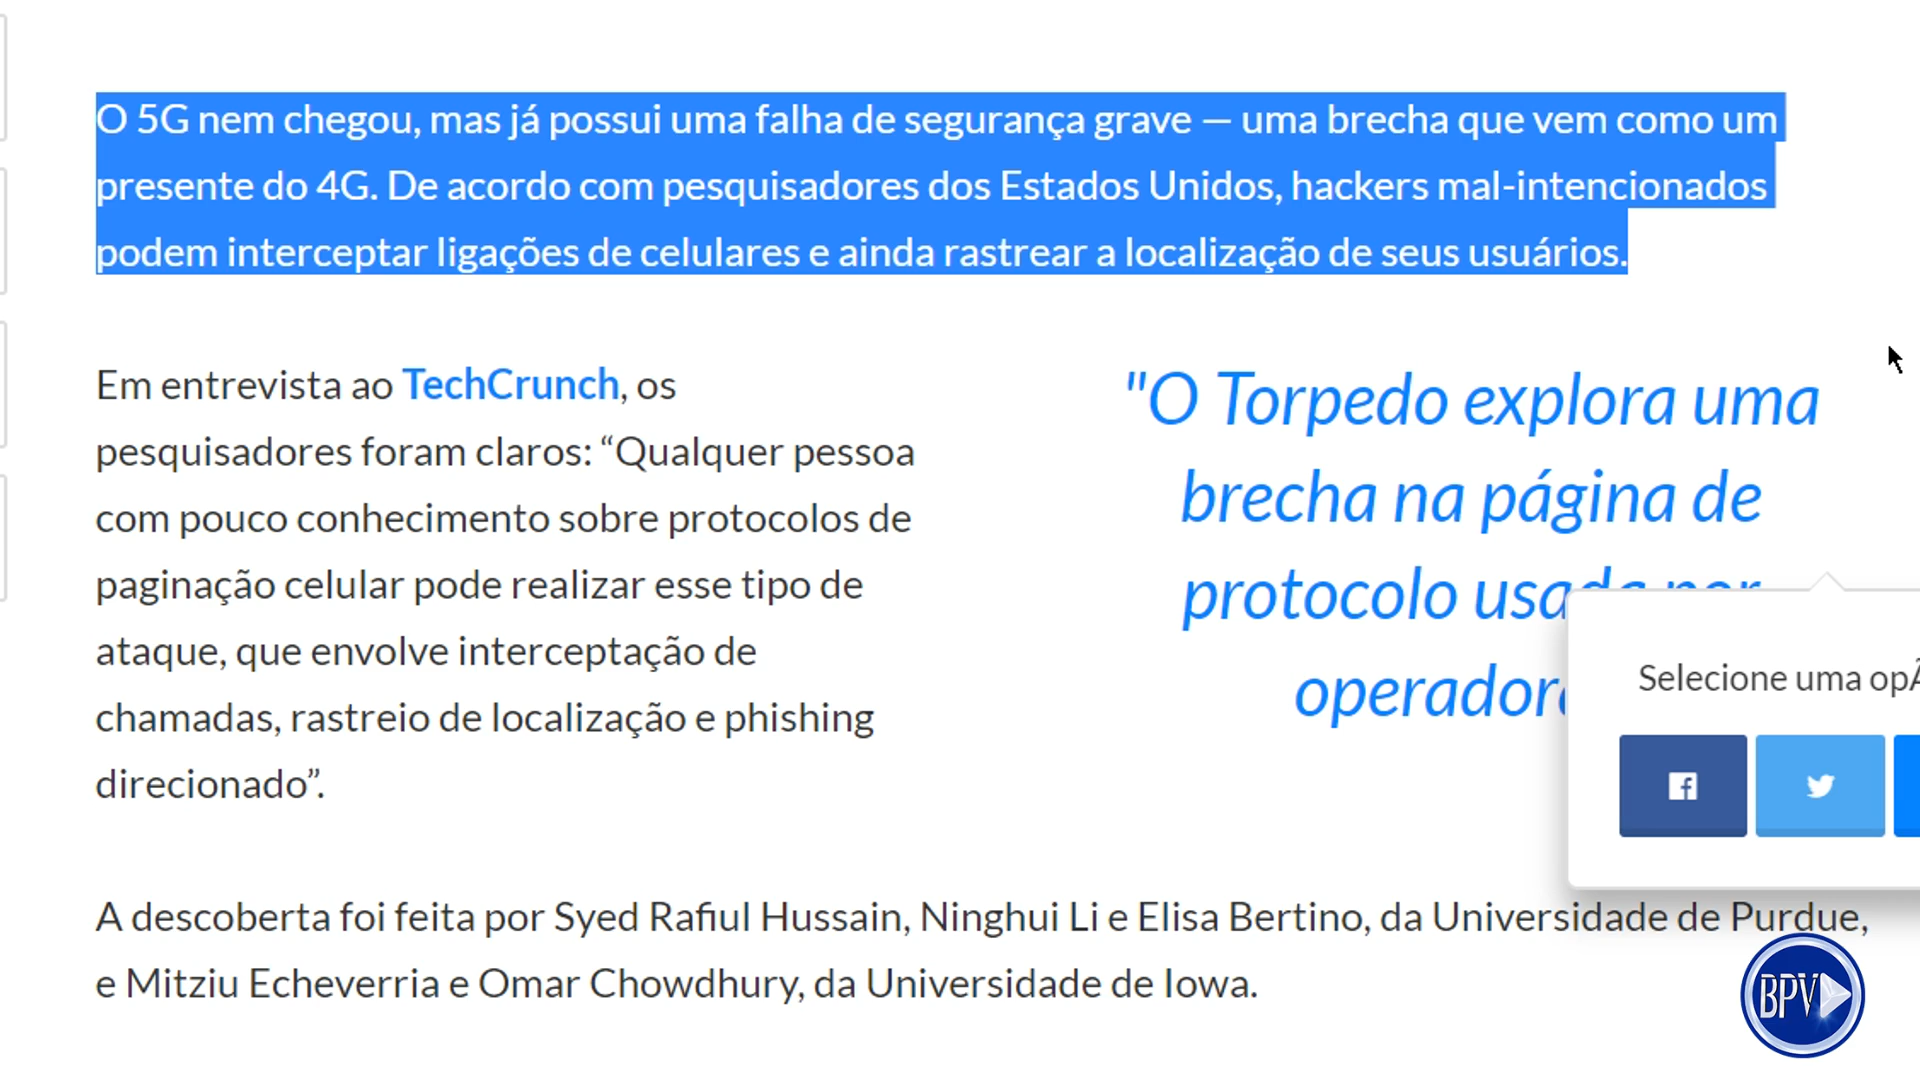 O 5G nem chegou, mas já possui uma falha de segurança grave — uma brecha que vem como um
presente do 4G. De acordo com pesquisadores dos Estados Unidos, hackers mal-intencionados
podem interceptar ligações de celulares e ainda rastrear a localização de seus usuários.
Em entrevista ao TechCrunch, os
pesquisadores foram claros: “Qualquer pessoa
com pouco conhecimento sobre protocolos de
paginação celular pode realizar esse tipo de
ataque, que envolve interceptação de
chamadas, rastreio de localização e phishing
direcionado”.
"O Torpedo explora uma
brecha na página de
protocolo usada por
Selecione uma
A descoberta foi feita por Syed Rafiul Hussain, Ninghui Li e Elisa Bertino, da Universidade de Purdue,
e Mitziu Echeverria e Omar Chowdhury, da Universidade de Iowa.
BPV